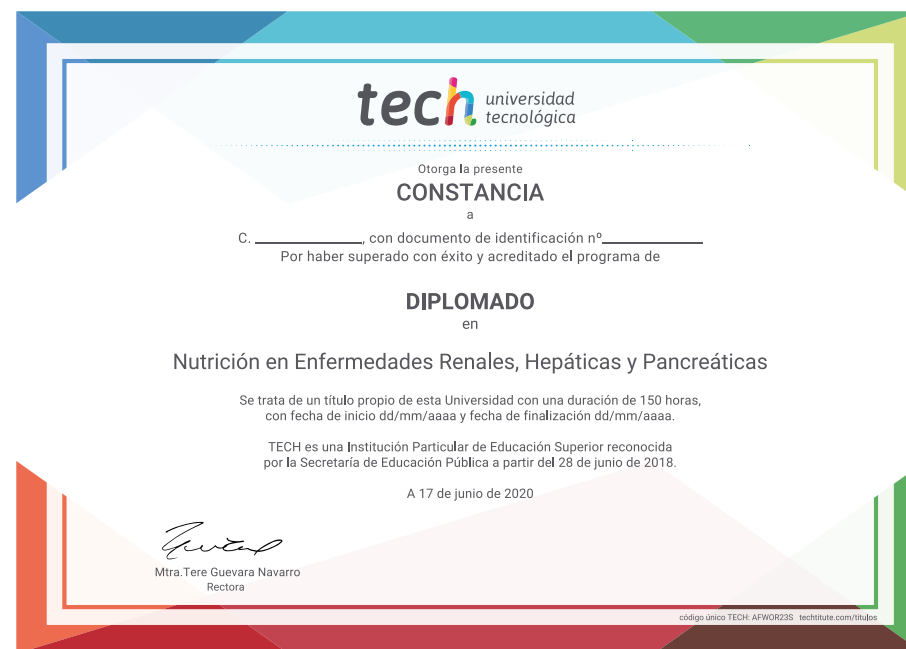 tech universidad
tecnológica
Otorga la presente
CONSTANCIA
a
C. ____________, con documento de identificación nº____________
Por haber superado con éxito y acreditado el programa de
DIPLOMADO
en
Nutrición en Enfermedades Renales, Hepáticas y Pancreáticas
Se trata de un título propio de esta Universidad con una duración de 150 horas,
con fecha de inicio dd/mm/aaaa y fecha de finalización dd/mm/aaaa.
TECH es una Institución Particular de Educación Superior reconocida
por la Secretaría de Educación Pública a partir del 28 de junio de 2018.
A 17 de junio de 2020
Mtra.Tere Guevara Navarro
Rectora
código único TECH: AFWOR23S techtitute.com/titulos